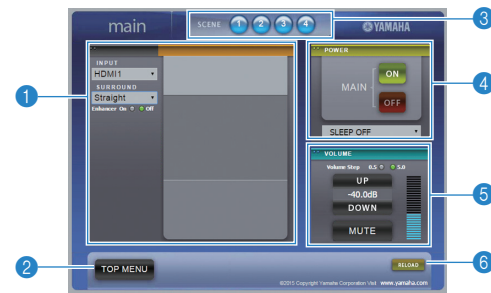 main
SCENE 1 2 3 4
YAMAHA
3
INPUT
HDMI1
SURROUND
Straight
Enhancer On Off
1
POWER
MAIN
ON
OFF
SLEEP OFF
4
VOLUME
Volume Step 0.5 5.0
UP
-40.0dB
DOWN
MUTE
5
2
TOP MENU
RELOAD
6
©2015 Copyright Yamaha Corporation Visit www.yamaha.com